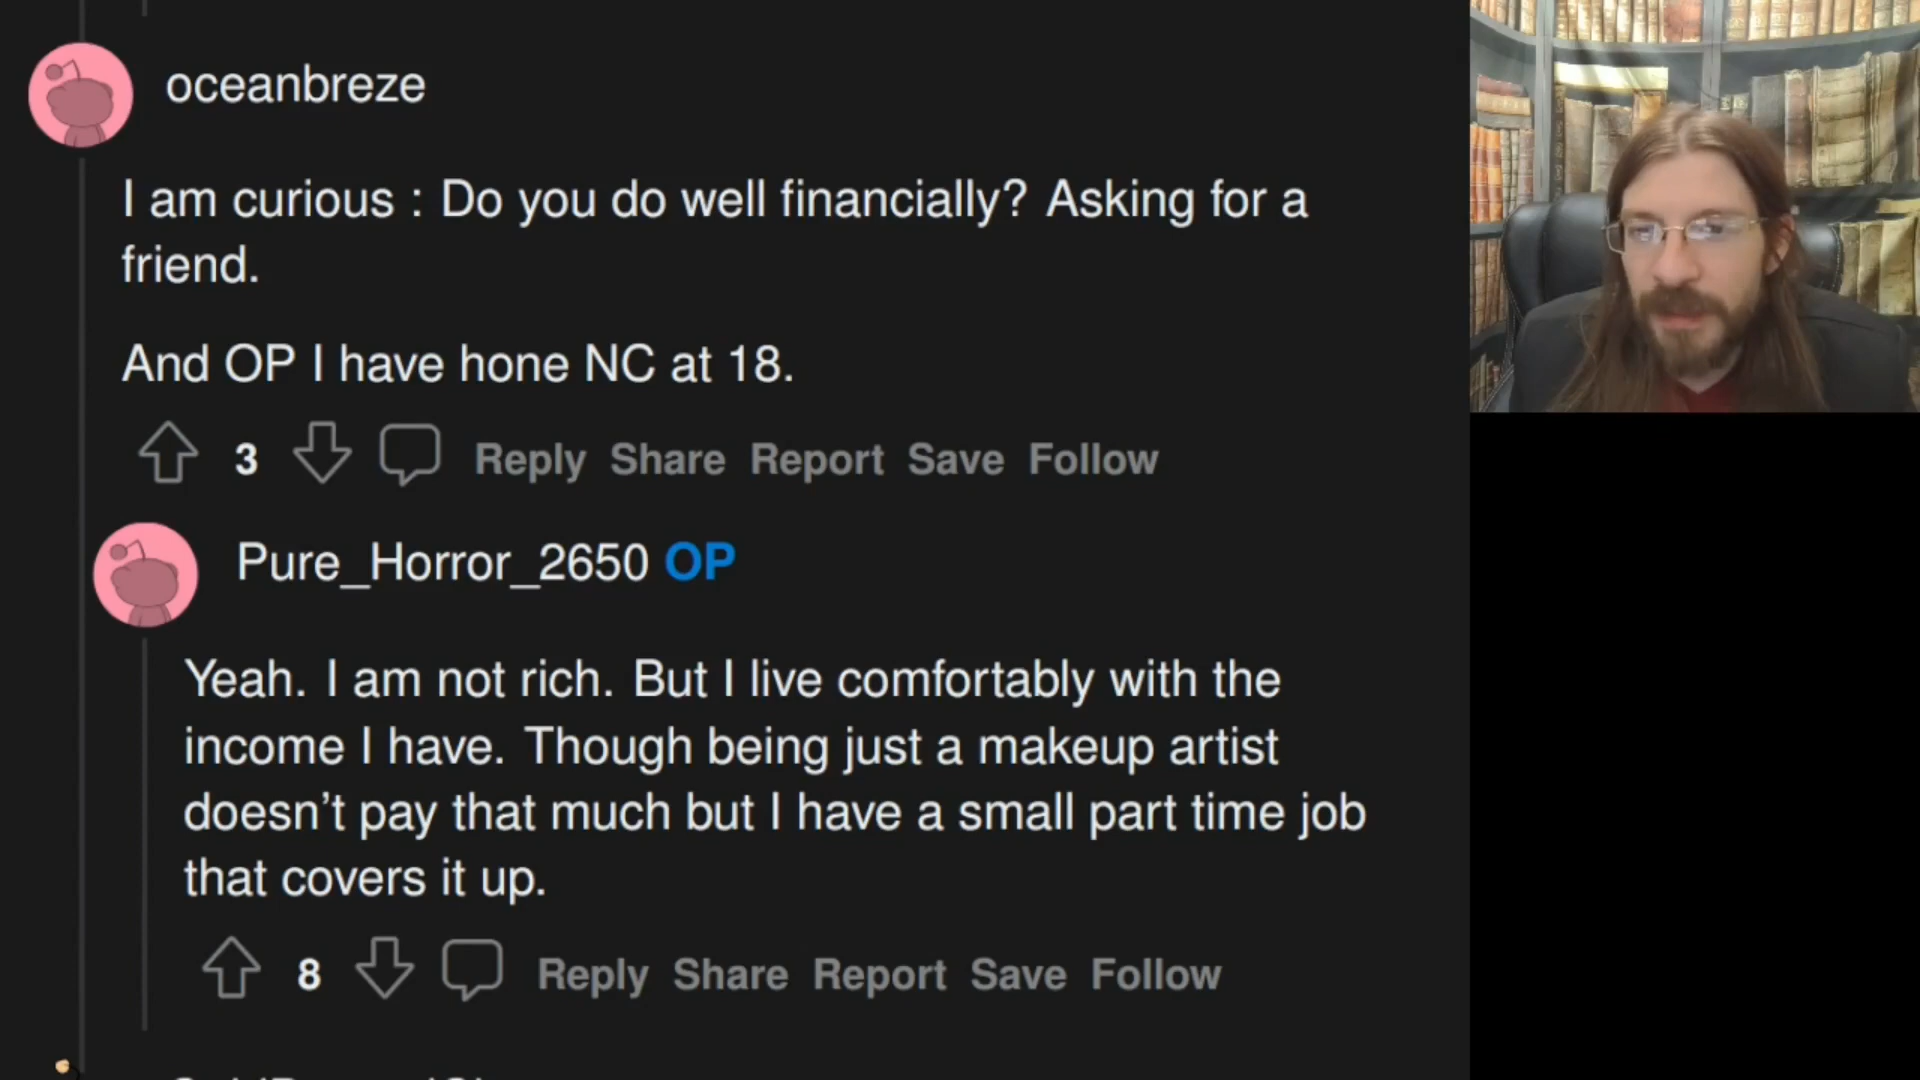 oceanbreze
I am curious : Do you do well financially? Asking for a
friend.
And OP I have hone NC at 18.
3 Reply Share Report Save Follow
Pure_Horror_2650 OP
Yeah. I am not rich. But I live comfortably with the
income I have. Though being just a makeup artist
doesn’t pay that much but I have a small part time job
that covers it up.
8 Reply Share Report Save Follow